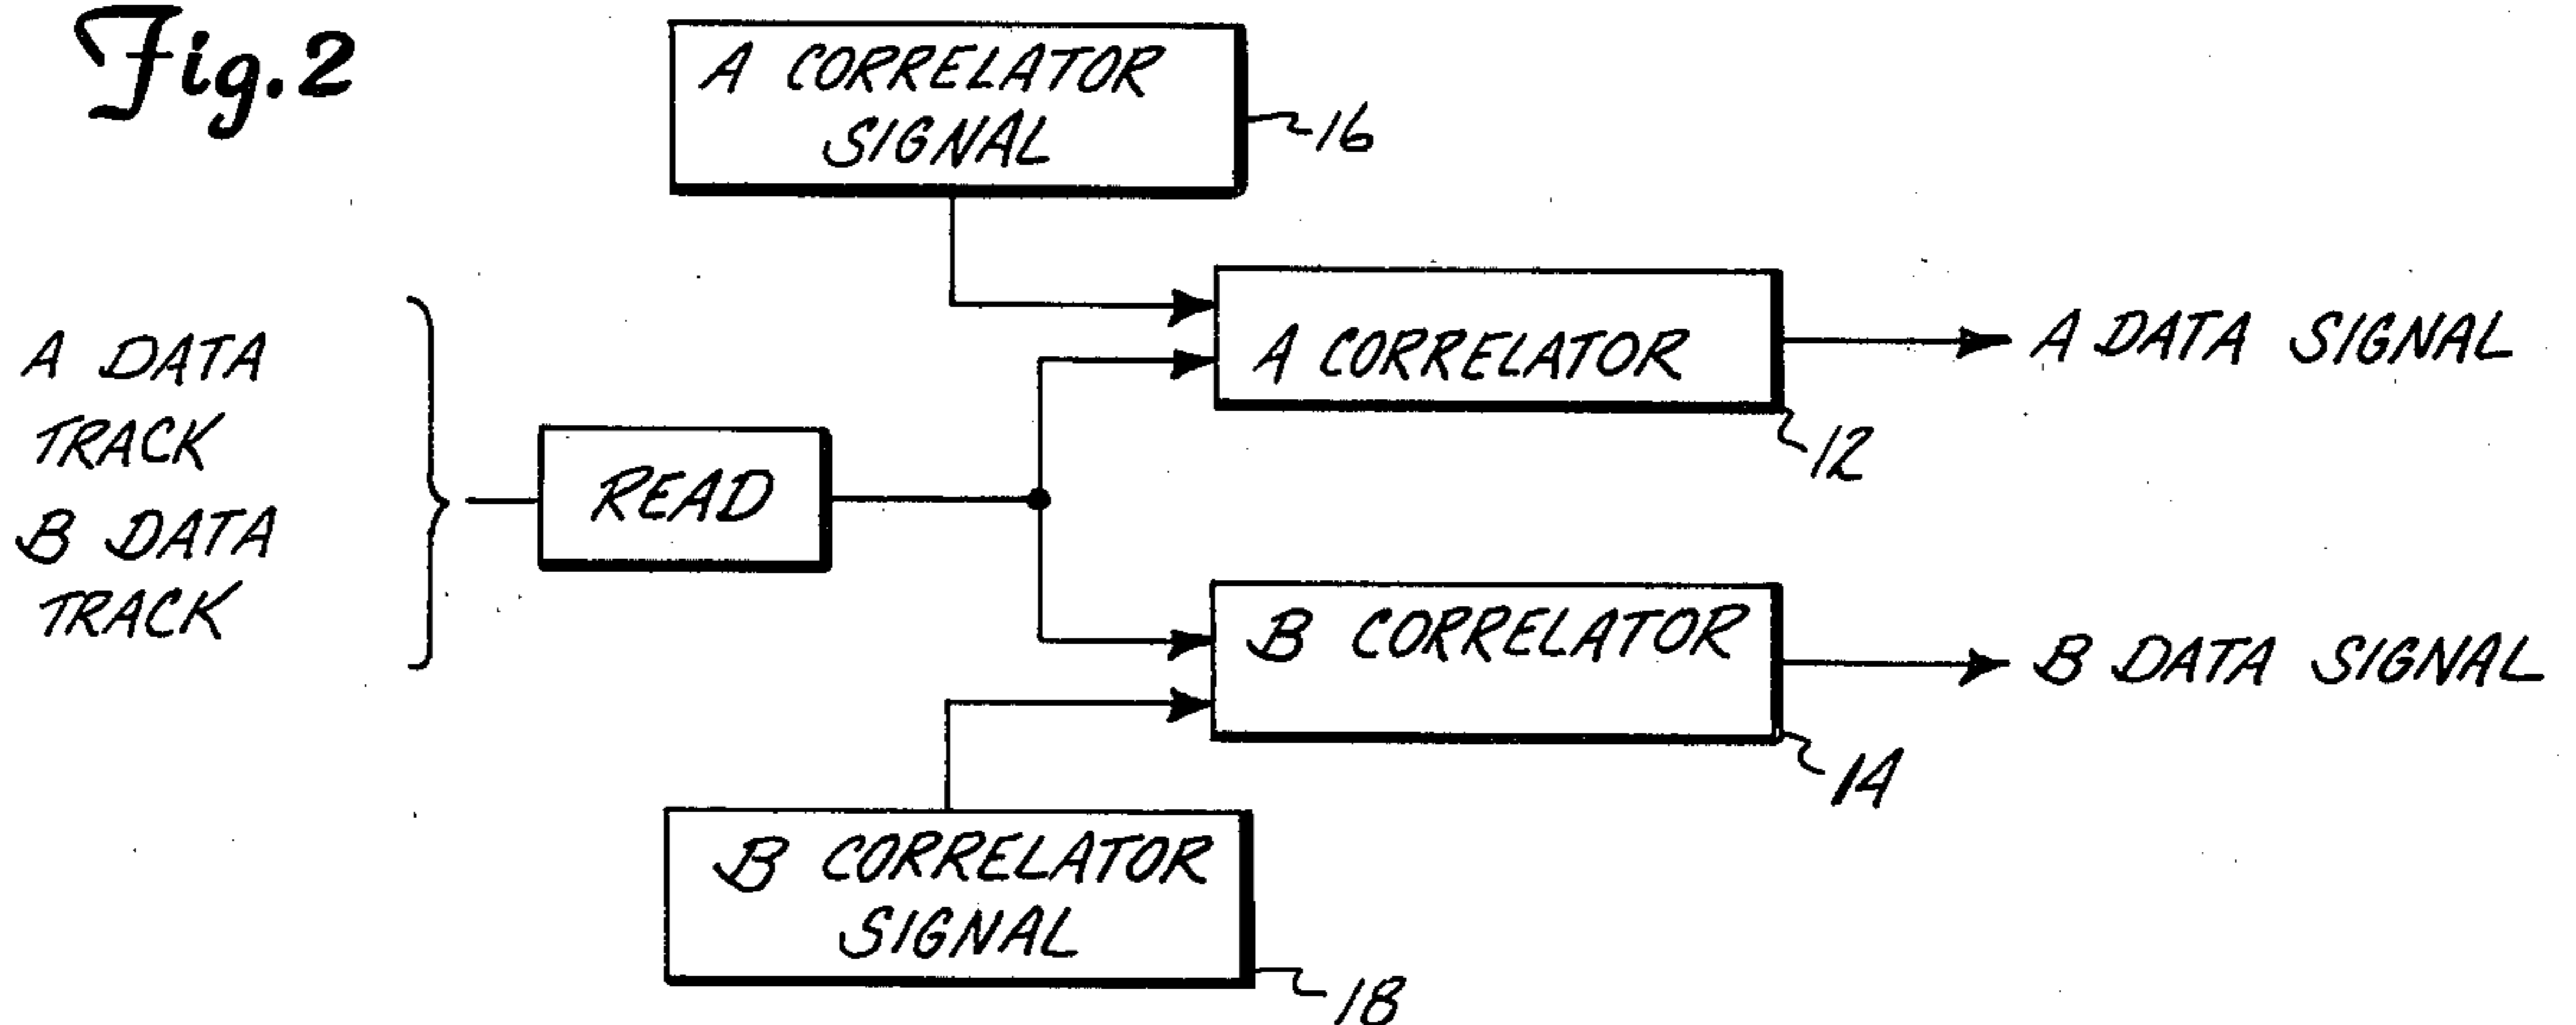 Fig. 2
A CORRELATOR
SIGNAL
16
A DATA
TRACK
B DATA
TRACK
READ
A CORRELATOR
12
A DATA SIGNAL
B CORRELATOR
14
B DATA SIGNAL
B CORRELATOR
SIGNAL
18